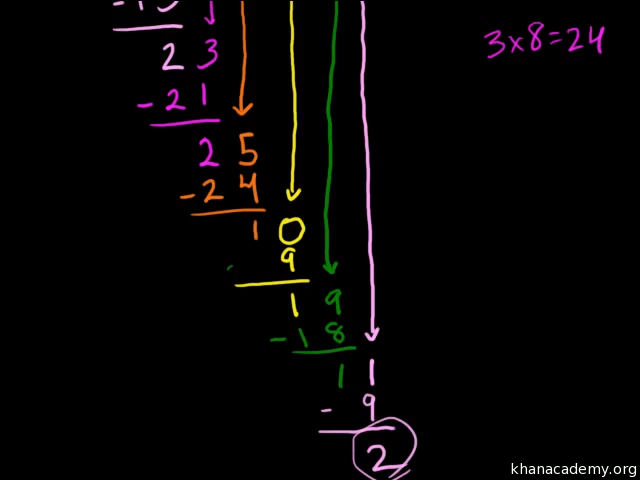 3x8=24
2 3
- 2 1
2 5
- 2 4
1 0
9
1 9
- 1 8
1 1
- 9
2
khanacademy.org